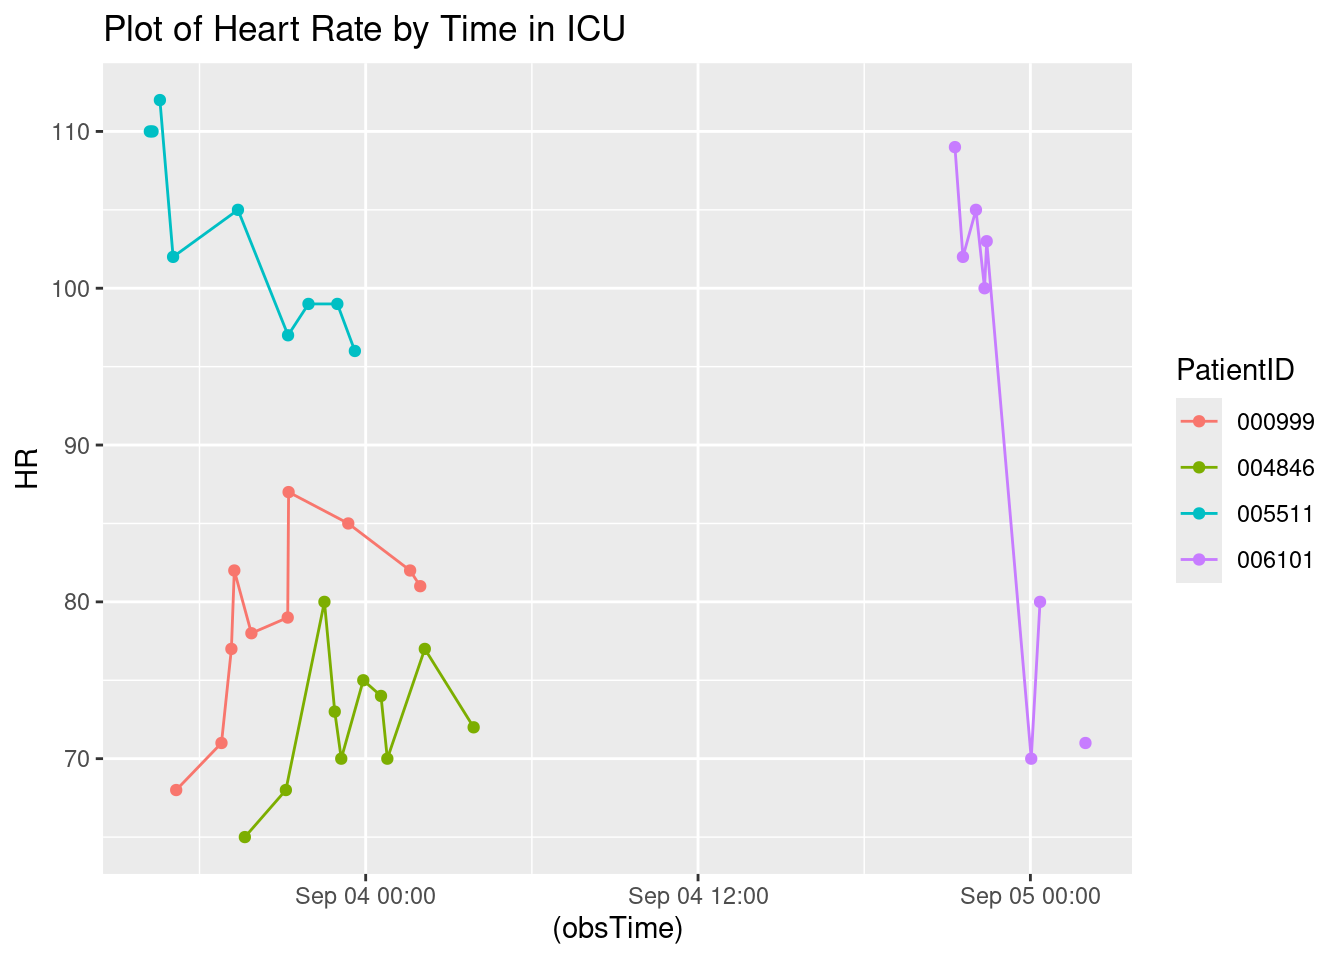 Plot of Heart Rate by Time in ICU
HR
110
100
90
80
70
Sep 04 00:00
Sep 04 12:00
Sep 05 00:00
(obsTime)
PatientID
000999
004846
005511
006101